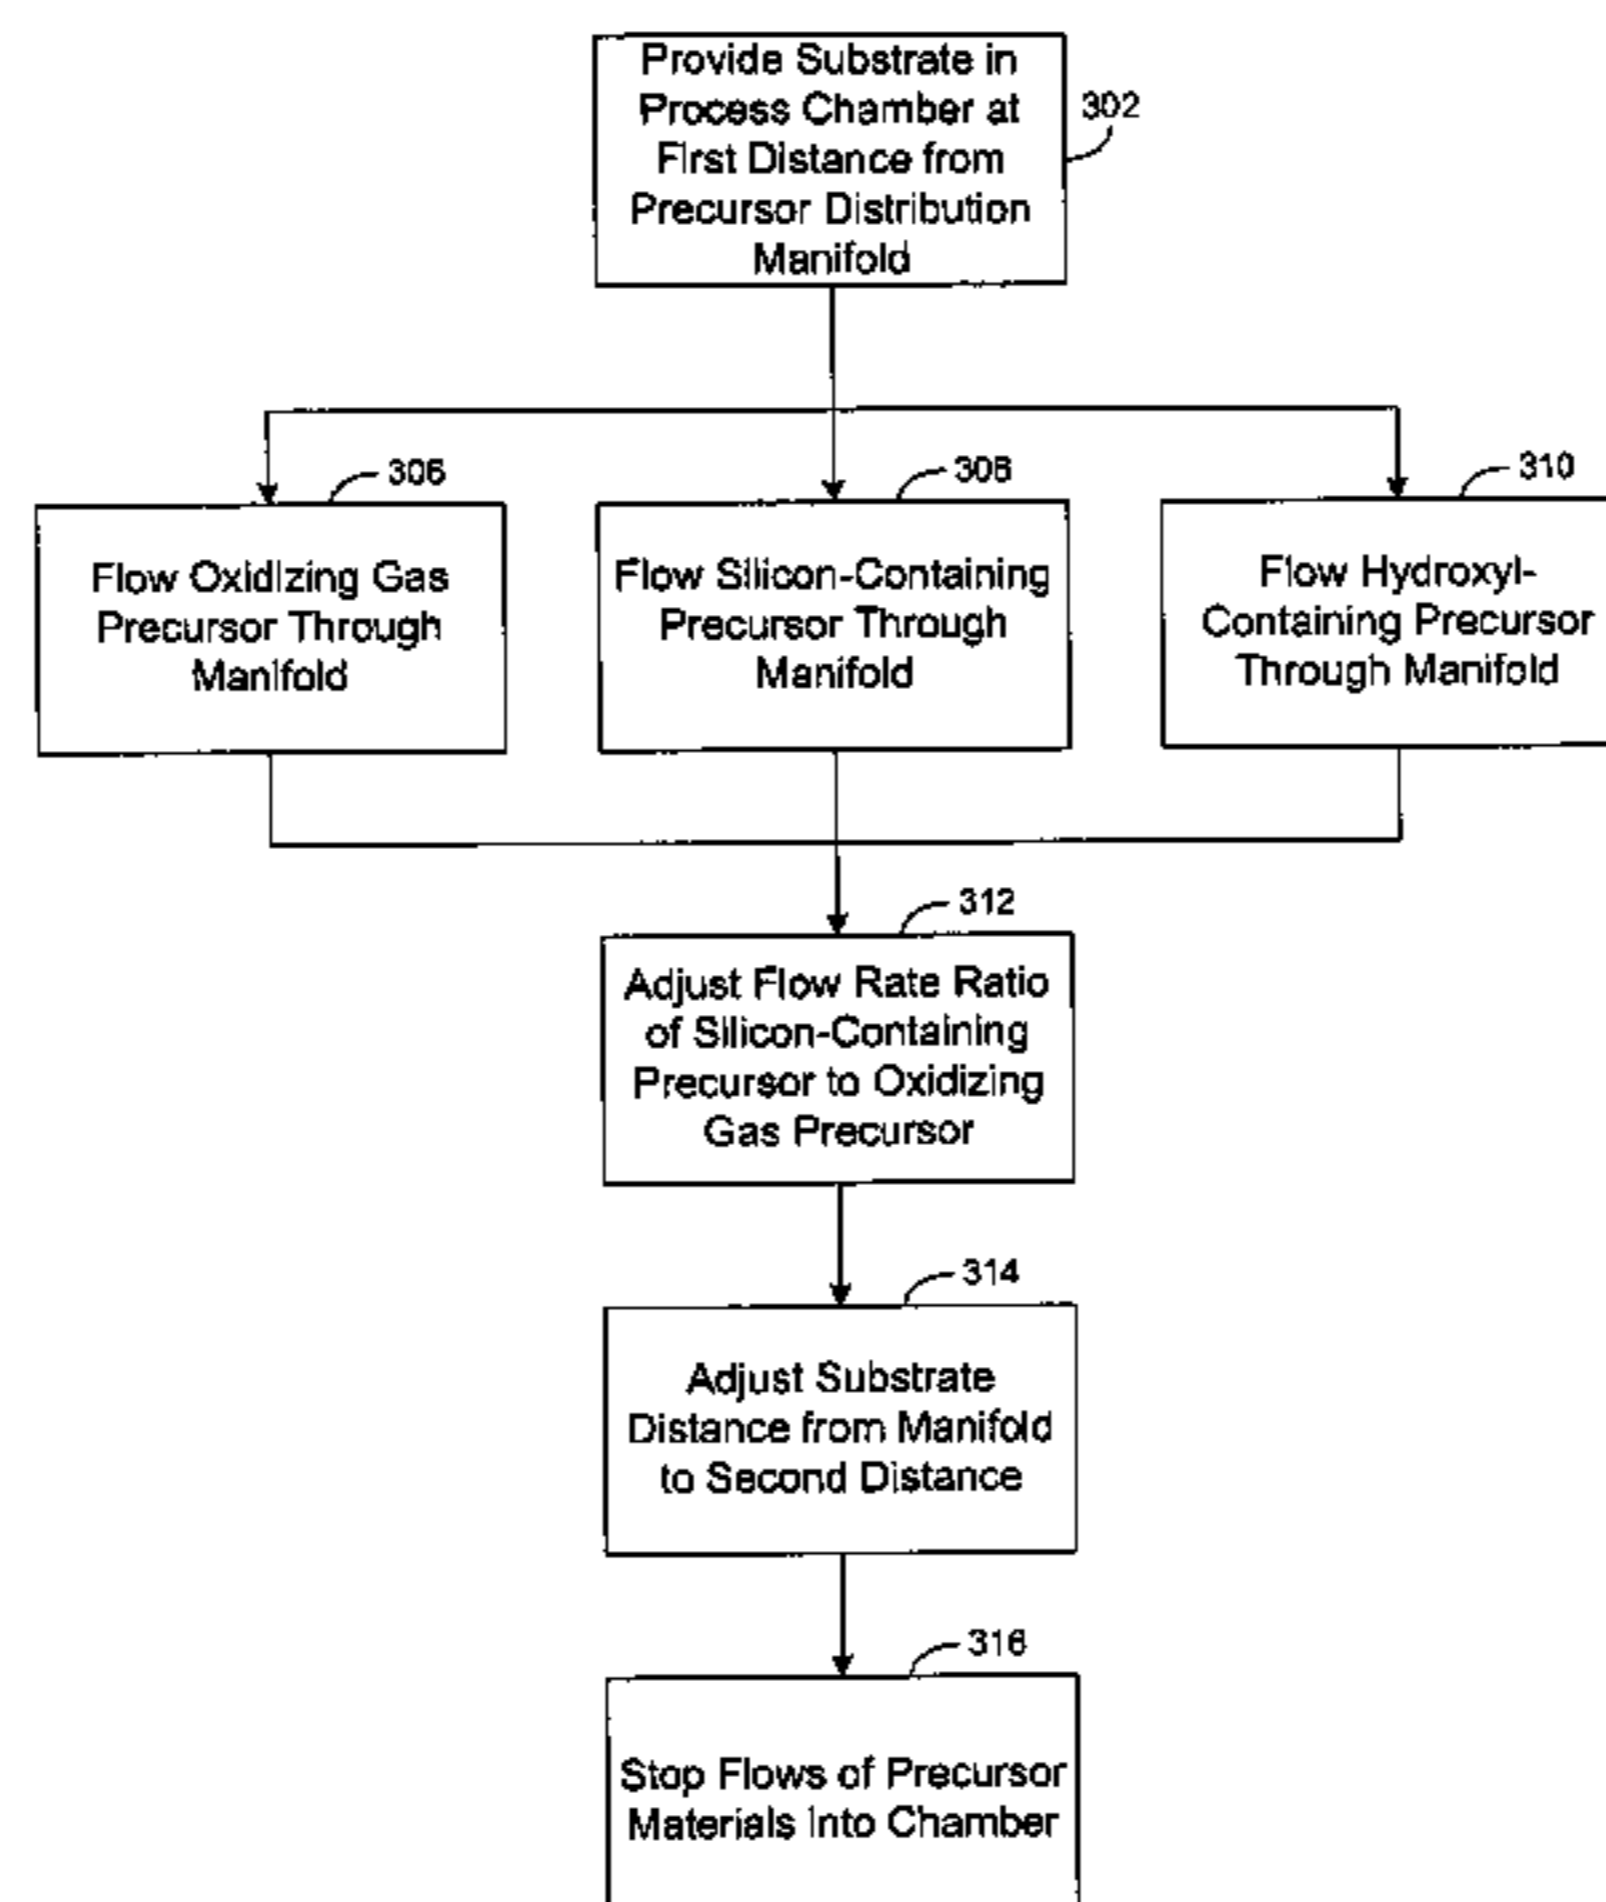 Provide Substrate in
Process Chamber at
First Distance from
Precursor Distribution
Manifold
302
306
Flow Oxidizing Gas
Precursor Through
Manifold
308
Flow Silicon-Containing
Precursor Through
Manifold
310
Flow Hydroxyl-
Containing Precursor
Through Manifold
312
Adjust Flow Rate Ratio
of Silicon-Containing
Precursor to Oxidizing
Gas Precursor
314
Adjust Substrate
Distance from Manifold
to Second Distance
316
Stop Flows of Precursor
Materials Into Chamber